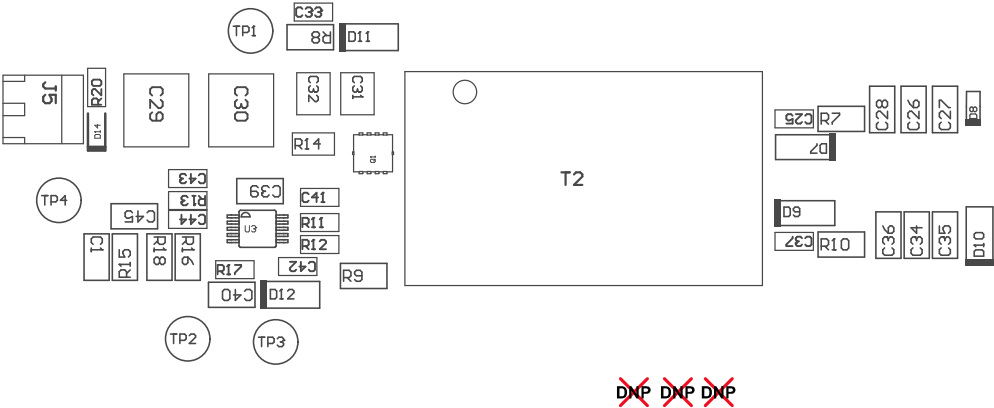 C33
TP1
R8
D11
J5
R20
D14
C29
C30
C32
C31
R14
Q1
T2
C25
R7
D7
C28
C26
C27
D8
C43
R13
C44
TP4
C45
C39
U3
C41
R11
R12
C1
R15
R18
R16
R17
C42
C40
D12
R9
D9
C37
R10
C36
C34
C35
D10
TP2
TP3
DNP DNP DNP